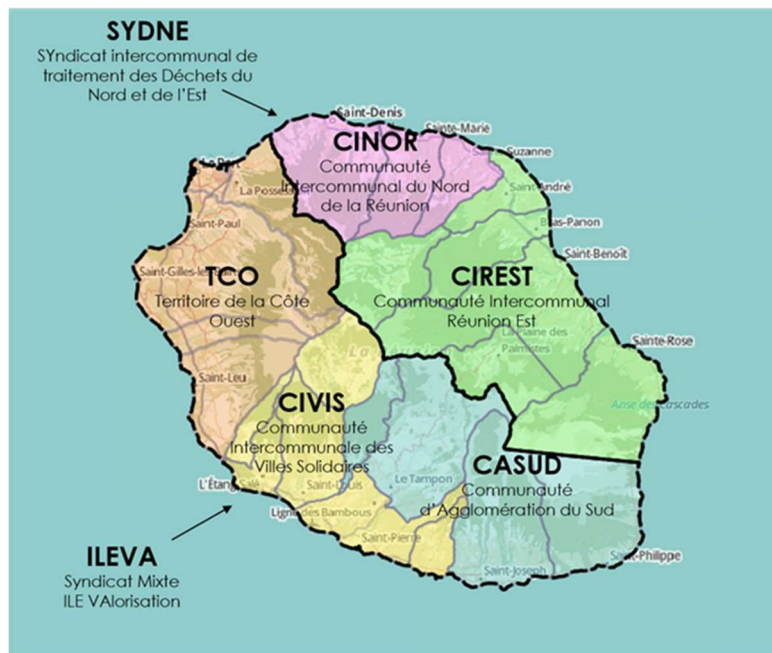 SYDNE
SYndicat intercommunal de
traitement des Déchets du
Nord et de l'Est
Saint-Denis
Sainte-Marie
CINOR
Communauté
Intercommunal du Nord
de la Réunion
Suzanne
La Possession
Saint-André
Saint-Paul
Bras-Panon
Saint-Benoît
Saint-Gilles-les
TCO
Territoire de la Côte
Ouest
CIREST
Communauté Intercommunal
Réunion Est
La Plaine des
Palmistes
Sainte-Rose
Saint-Leu
Anse des Cascades
CIVIS
Communauté
Intercommunale des
Villes Solidaires
CASUD
Communauté
d'Agglomération du Sud
L'Étang-Salé
Saint-Louis
Le Tampon
Ligne des Bambous
Saint-Pierre
ILEVA
Syndicat Mixte
ILE VAlorisation
Saint-Philippe
Saint-Joseph